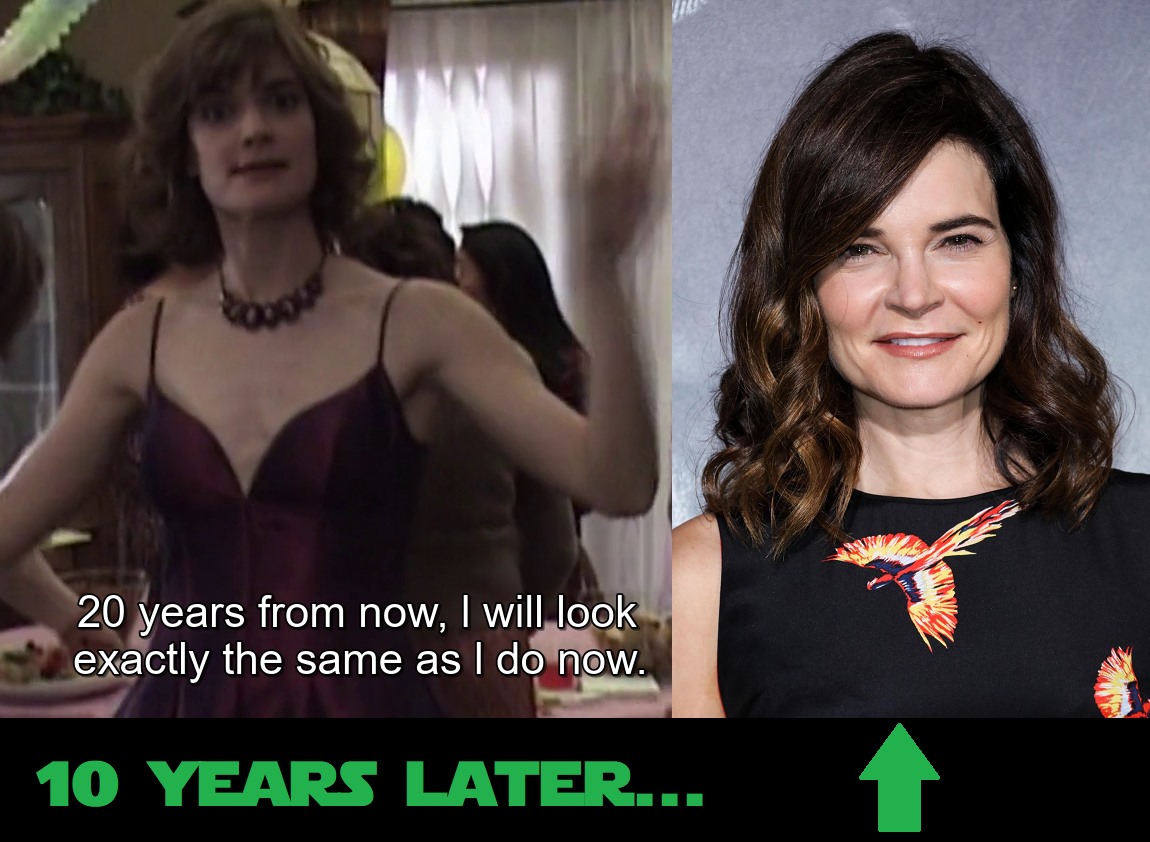 20 years from now, I will look
exactly the same as I do now.
10 YEARS LATER...